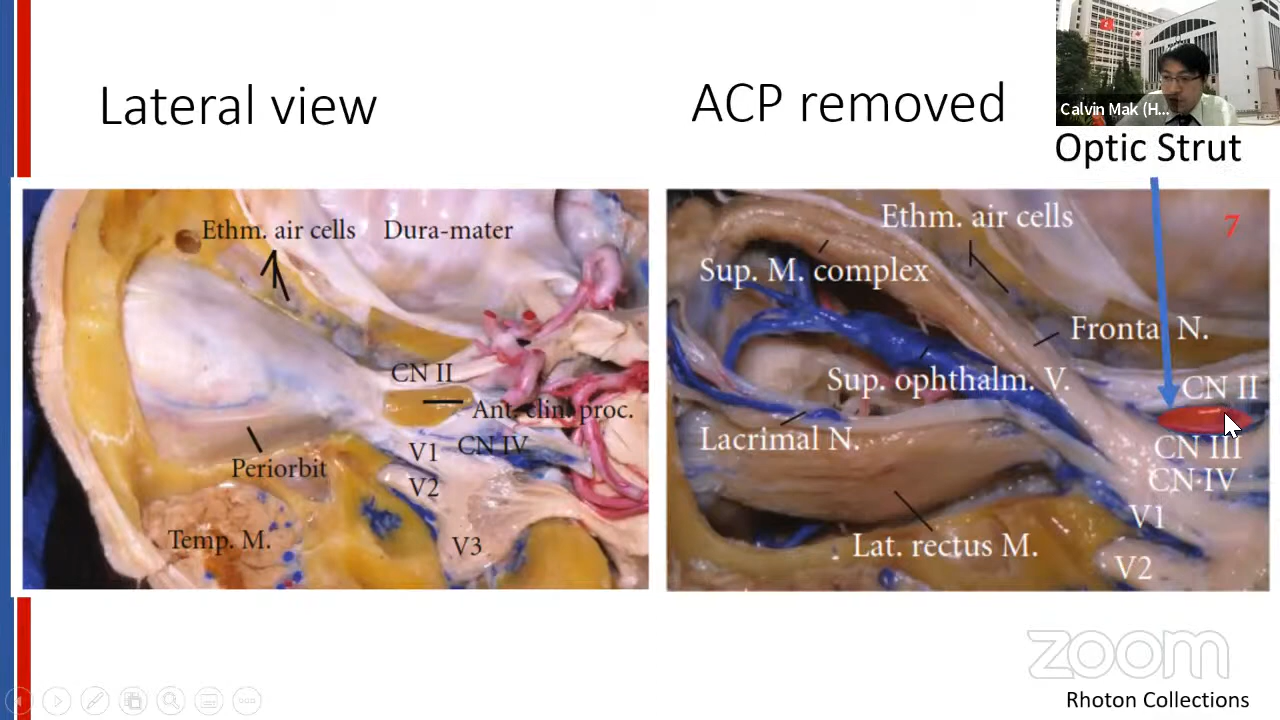 Lateral view
ACP removed
Calvin Mak (H...
Optic Strut
Ethm. air cells
Dura-mater
CN II
Ant. clin. proc.
V1
CN IV
Periorbit
V2
Temp. M.
V3
Ethm. air cells
7
Sup. M. complex
Frontal N.
Sup. ophthalm. V.
CN II
Lacrimal N.
CN III
CN IV
V1
Lat. rectus M.
V2
zoom
Rhoton Collections